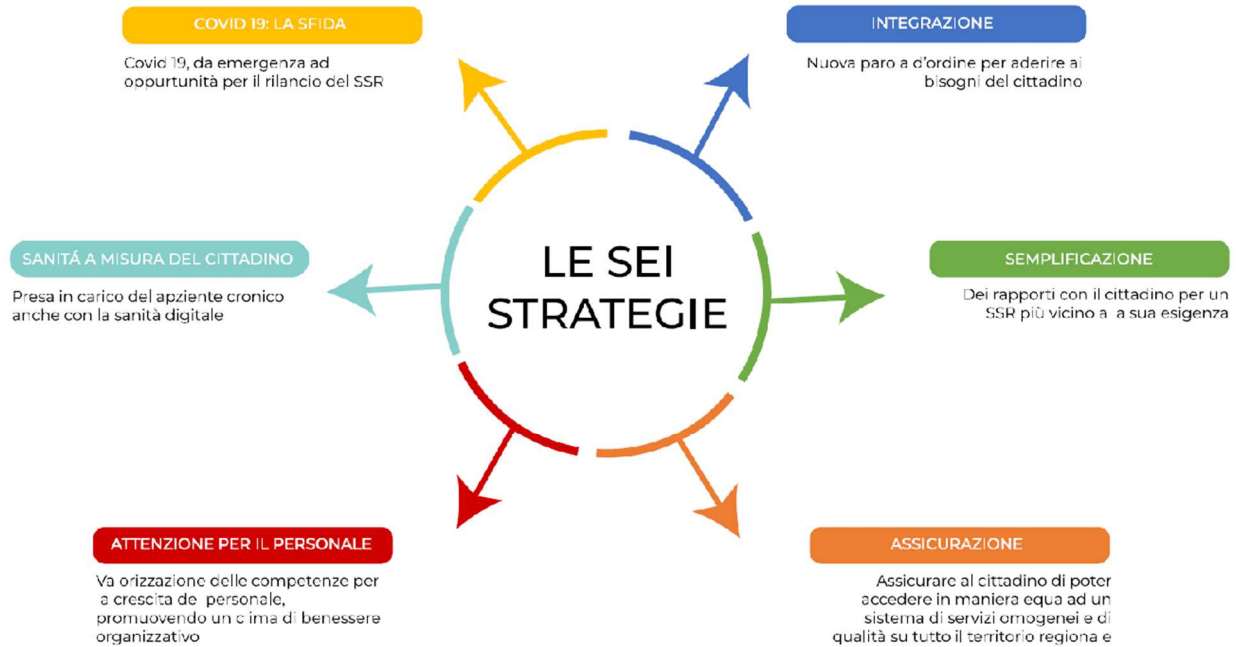 COVID 19: LA SFIDA
Covid 19, da emergenza ad
oppurtunità per il rilancio del SSR
INTEGRAZIONE
Nuova paro a d'ordine per aderire ai
bisogni del cittadino
SANITÁ A MISURA DEL CITTADINO
Presa in carico del apziente cronico
anche con la sanità digitale
LE SEI
STRATEGIE
SEMPLIFICAZIONE
Dei rapporti con il cittadino per un
SSR più vicino a a sua esigenza
ATTENZIONE PER IL PERSONALE
Va orizzazione delle competenze per
a crescita de personale,
promuovendo un c ima di benessere
organizzativo
ASSICURAZIONE
Assicurare al cittadino di poter
accedere in maniera equa ad un
sistema di servizi omogenei e di
qualità su tutto il territorio regiona e